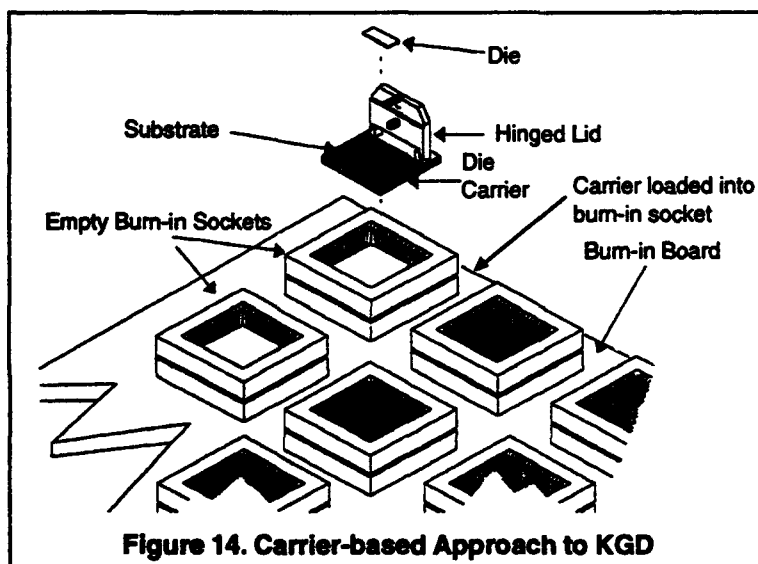 Die
Substrate
Hinged Lid
Die
Carrier
Carrier loaded into
burn-in socket
Empty Burn-in Sockets
Burn-in Board
Figure 14. Carrier-based Approach to KGD